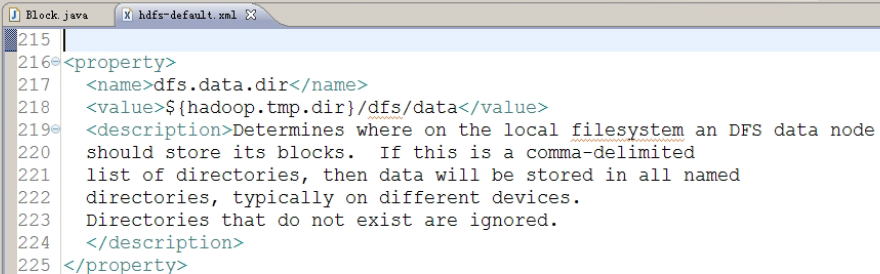 Block.java hdfs-default.xml
215
216 <property>
217 <name>dfs.data.dir</name>
218 <value>${hadoop.tmp.dir}/dfs/data</value>
219 <description>Determines where on the local filesystem an DFS data node
220 should store its blocks.  If this is a comma-delimited
221 list of directories, then data will be stored in all named
222 directories, typically on different devices.
223 Directories that do not exist are ignored.
224 </description>
225 </property>